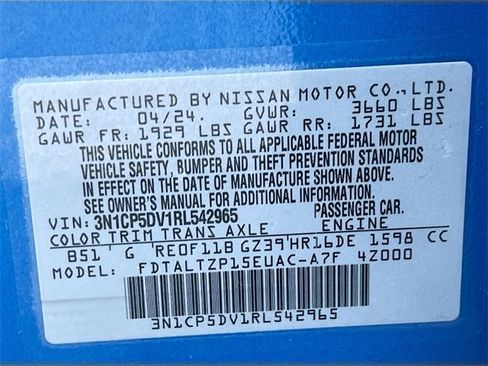 MANUFACTURED BY NISSAN MOTOR CO., LTD.
DATE: 04/24. GVWR: 3660 LBS
GAWR FR: 1929 LBS GAWR RR: 1731 LBS
THIS VEHICLE CONFORMS TO ALL APPLICABLE FEDERAL MOTOR
VEHICLE SAFETY, BUMPER AND THEFT PREVENTION STANDARDS
IN EFFECT ON THE DATE OF MANUFACTURE SHOWN ABOVE.
SEE OWNER'S MANUAL FOR ADDITIONAL INFORMATION.
VIN: 3N1CP5DV1RL542965 PASSENGER CAR.
COLOR TRIM TRANS AXLE ENGINE
B51 G RE0F11B GZ39 HR16DE 1598 CC
MODEL: FDTALTZP15EUAC-A7F 4Z000
3N1CP5DV1RL542965